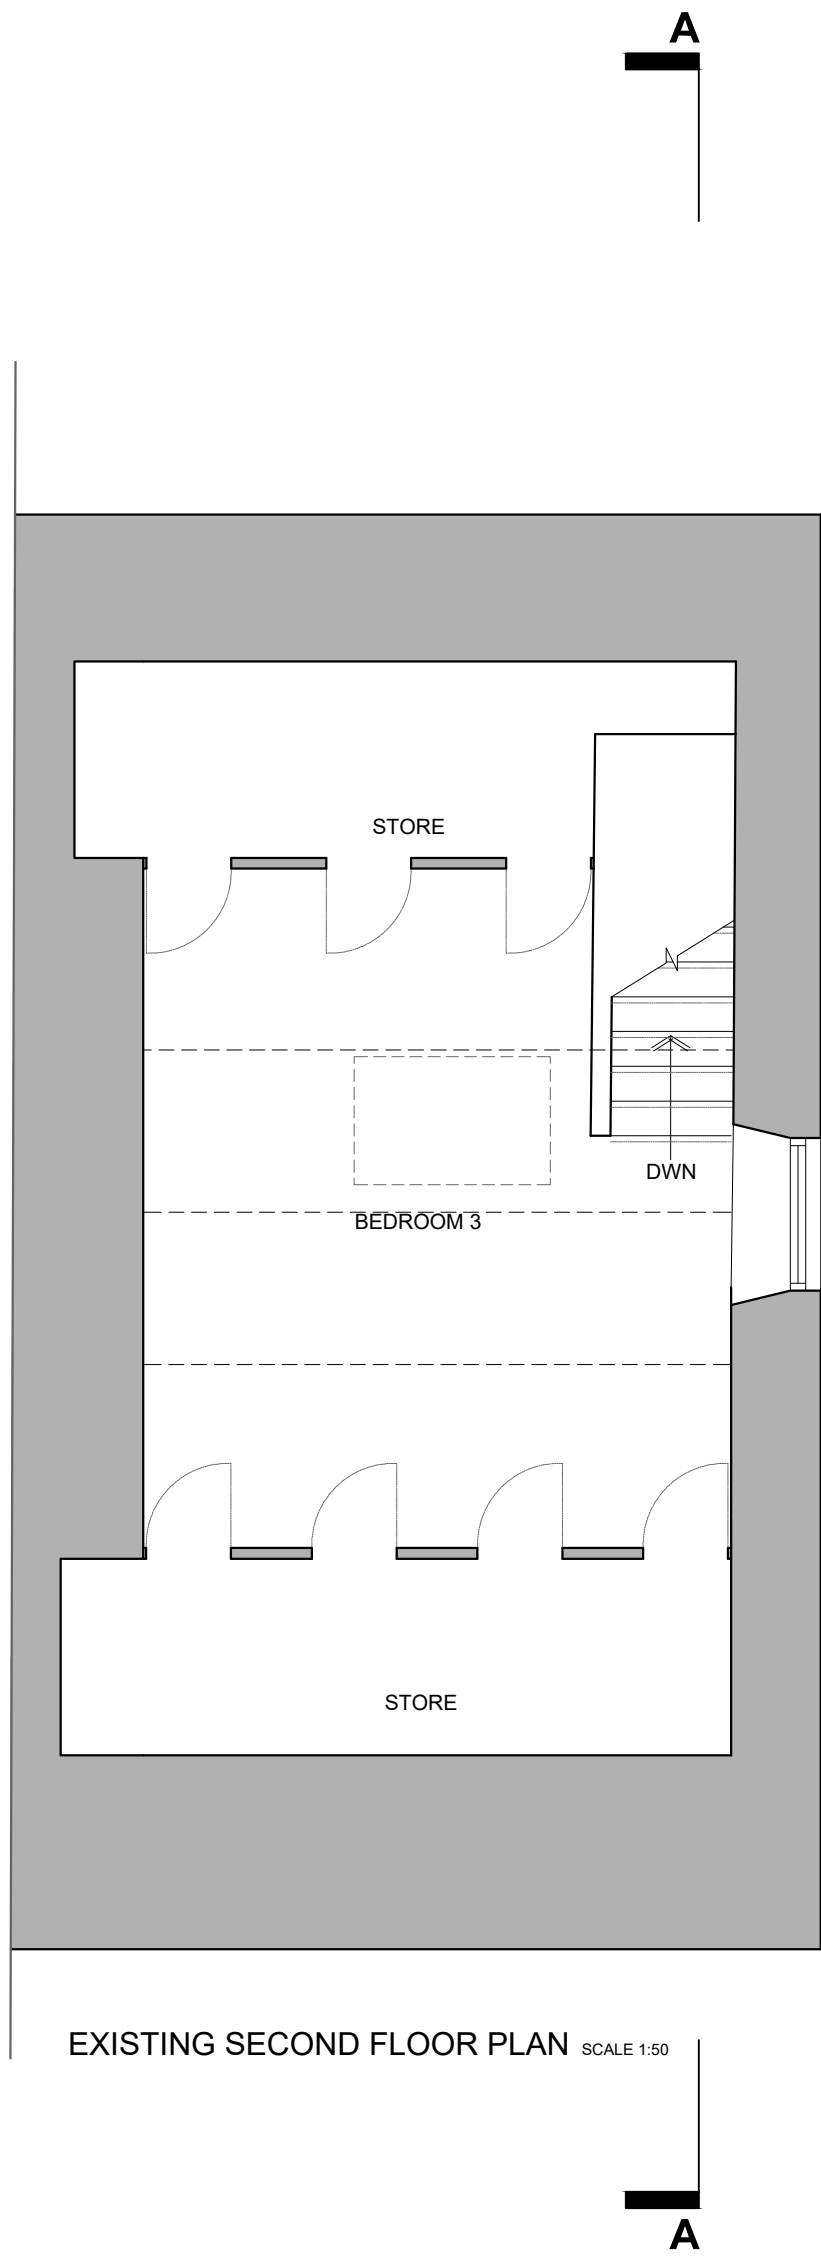 A
STORE
DWN
BEDROOM 3
STORE
EXISTING SECOND FLOOR PLAN SCALE 1:50
A